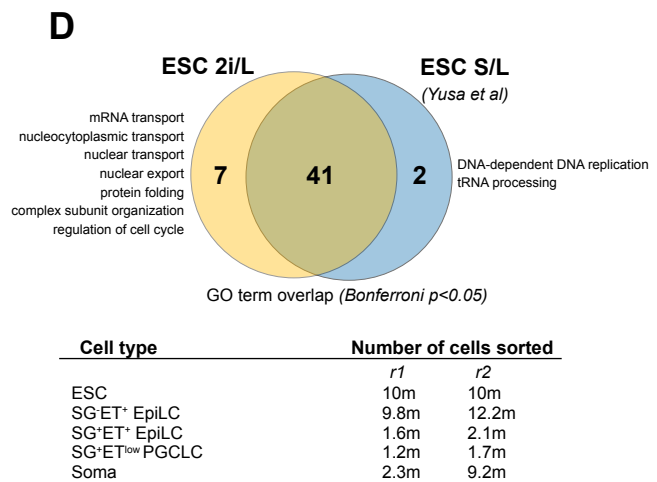 D
ESC 2i/L
ESC S/L
(Yusa et al)
mRNA transport
nucleocytoplasmic transport
nuclear transport
nuclear export
protein folding
complex subunit organization
regulation of cell cycle
7
41
2
DNA-dependent DNA replication
tRNA processing
GO term overlap (Bonferroni p<0.05)
Cell type Number of cells sorted
r1 r2
ESC 10m 10m
SG⁻ET⁺ EpiLC 9.8m 12.2m
SG⁺ET⁺ EpiLC 1.6m 2.1m
SG⁺ETˡᵒʷ PGCLC 1.2m 1.7m
Soma 2.3m 9.2m